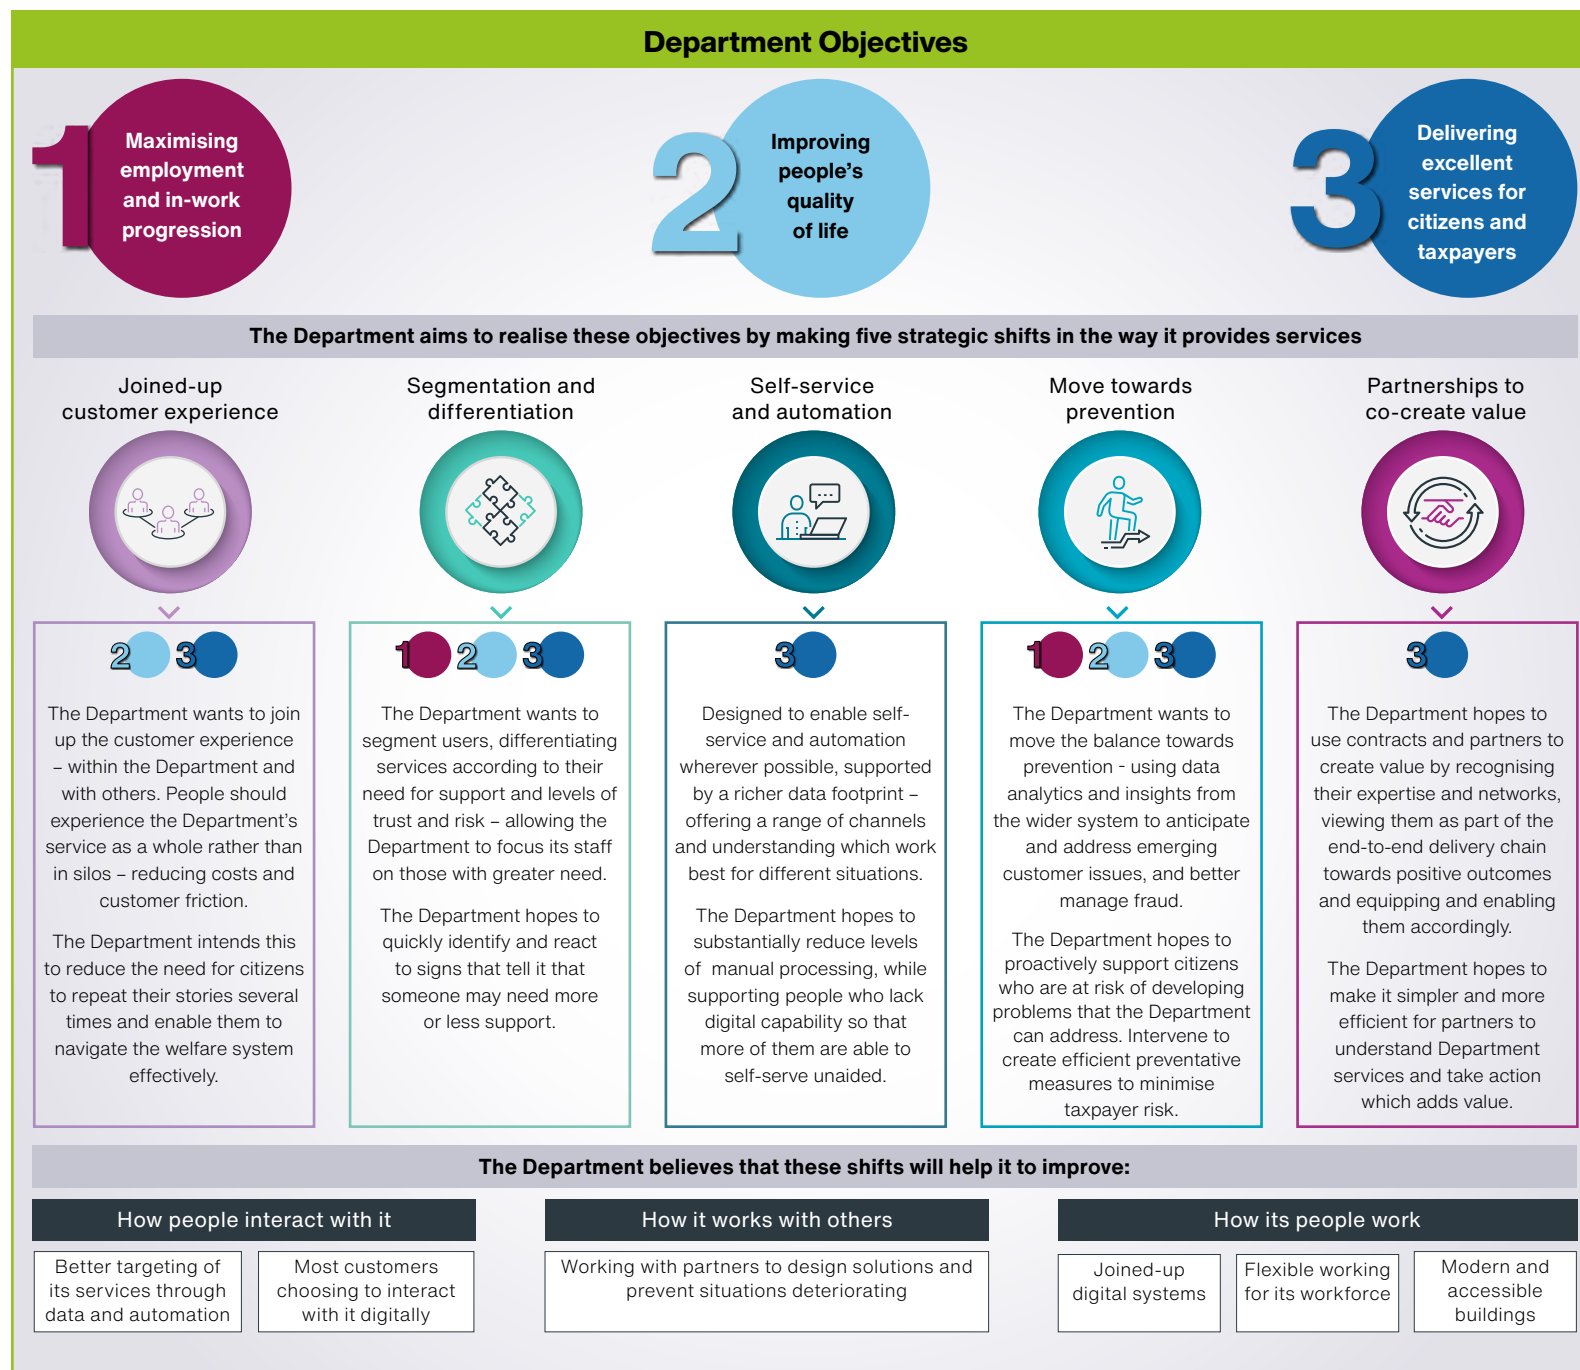 Department Objectives
1
Maximising
employment
and in-work
progression
2
Improving
people's
quality
of life
3
Delivering
excellent
services for
citizens and
taxpayers
The Department aims to realise these objectives by making five strategic shifts in the way it provides services
Joined-up
customer experience
2 3
The Department wants to join
up the customer experience
– within the Department and
with others. People should
experience the Department's
service as a whole rather than
in silos – reducing costs and
customer friction.
The Department intends this
to reduce the need for citizens
to repeat their stories several
times and enable them to
navigate the welfare system
effectively.
Segmentation and
differentiation
1 2 3
The Department wants to
segment users, differentiating
services according to their
need for support and levels of
trust and risk – allowing the
Department to focus its staff
on those with greater need.
The Department hopes to
quickly identify and react
to signs that tell it that
someone may need more
or less support.
Self-service
and automation
3
Designed to enable self-
service and automation
wherever possible, supported
by a richer data footprint –
offering a range of channels
and understanding which work
best for different situations.
The Department hopes to
substantially reduce levels
of manual processing, while
supporting people who lack
digital capability so that
more of them are able to
self-serve unaided.
Move towards
prevention
1 2 3
The Department wants to
move the balance towards
prevention - using data
analytics and insights from
the wider system to anticipate
and address emerging
customer issues, and better
manage fraud.
The Department hopes to
proactively support citizens
who are at risk of developing
problems that the Department
can address. Intervene to
create efficient preventative
measures to minimise
taxpayer risk.
Partnerships to
co-create value
3
The Department hopes to
use contracts and partners to
create value by recognising
their expertise and networks,
viewing them as part of the
end-to-end delivery chain
towards positive outcomes
and equipping and enabling
them accordingly.
The Department hopes to
make it simpler and more
efficient for partners to
understand Department
services and take action
which adds value.
The Department believes that these shifts will help it to improve:
How people interact with it
Better targeting of
its services through
data and automation
Most customers
choosing to interact
with it digitally
How it works with others
Working with partners to design solutions and
prevent situations deteriorating
How its people work
Joined-up
digital systems
Flexible working
for its workforce
Modern and
accessible
buildings